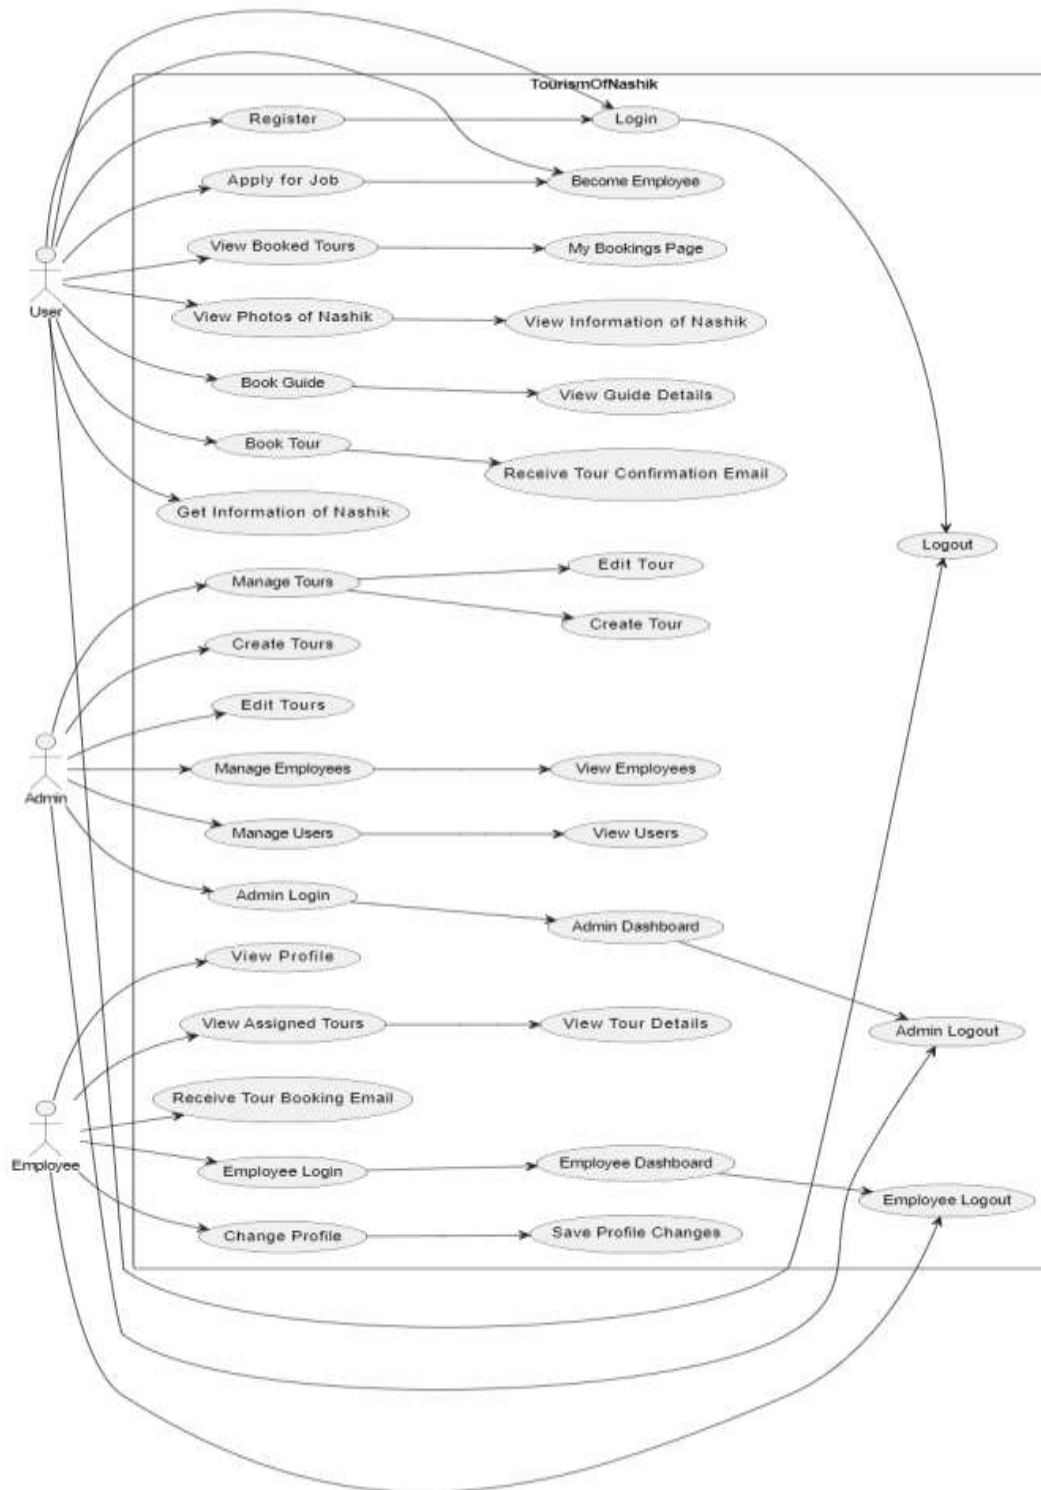 TourismOfNashik
Register
Login
Apply for Job
Become Employee
View Booked Tours
My Bookings Page
User
View Photos of Nashik
View Information of Nashik
Book Guide
View Guide Details
Book Tour
Receive Tour Confirmation Email
Get Information of Nashik
Logout
Manage Tours
Edit Tour
Create Tour
Create Tours
Edit Tours
Admin
Manage Employees
View Employees
Manage Users
View Users
Admin Login
Admin Dashboard
View Profile
View Assigned Tours
View Tour Details
Admin Logout
Receive Tour Booking Email
Employee
Employee Login
Employee Dashboard
Employee Logout
Change Profile
Save Profile Changes